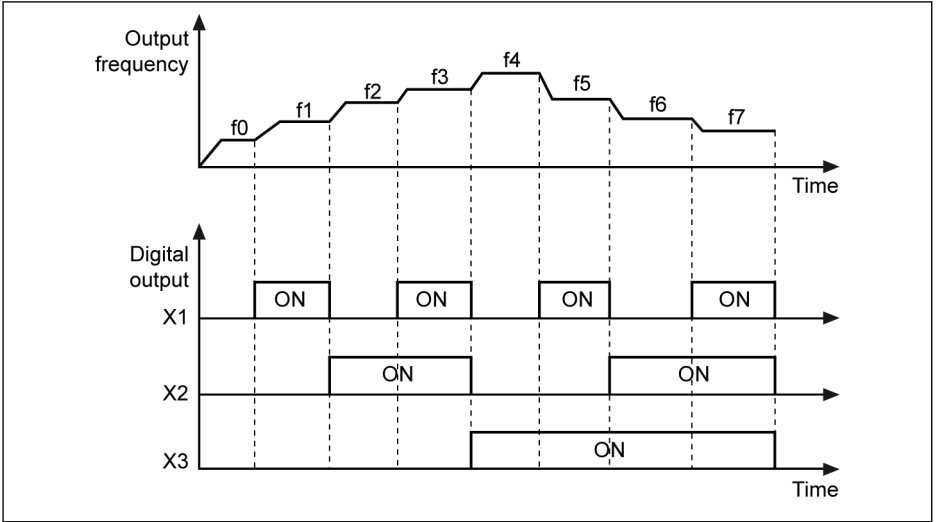 Output
frequency
f0
f1
f2
f3
f4
f5
f6
f7
Time
Digital
output
X1
ON
ON
ON
ON
X2
ON
ON
X3
ON
Time